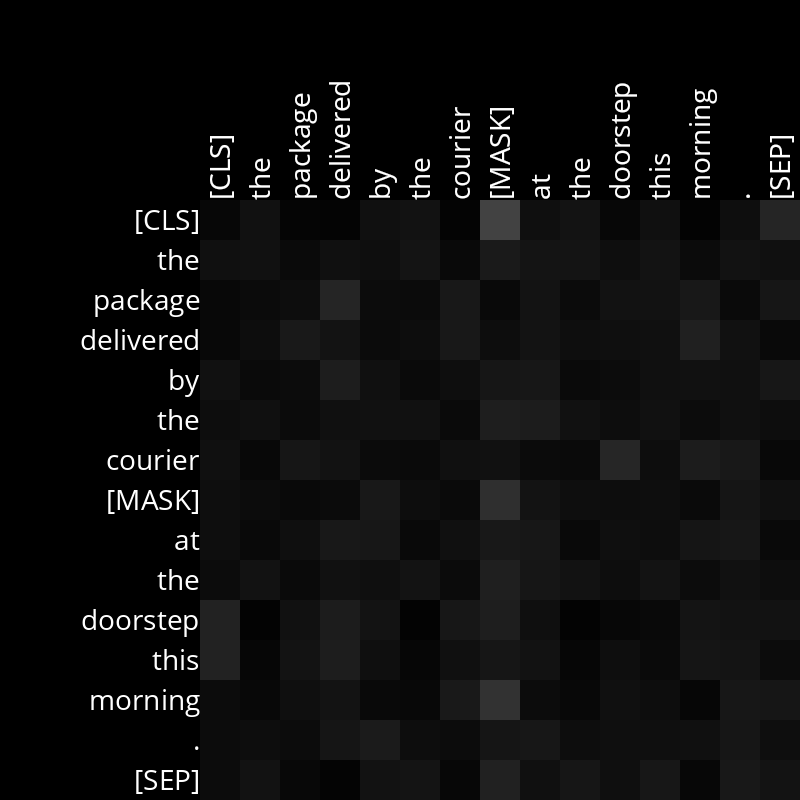 [CLS] the package delivered by the courier [MASK] at the doorstep this morning . [SEP]
[CLS]
the
package
delivered
by
the
courier
[MASK]
at
the
doorstep
this
morning
.
[SEP]